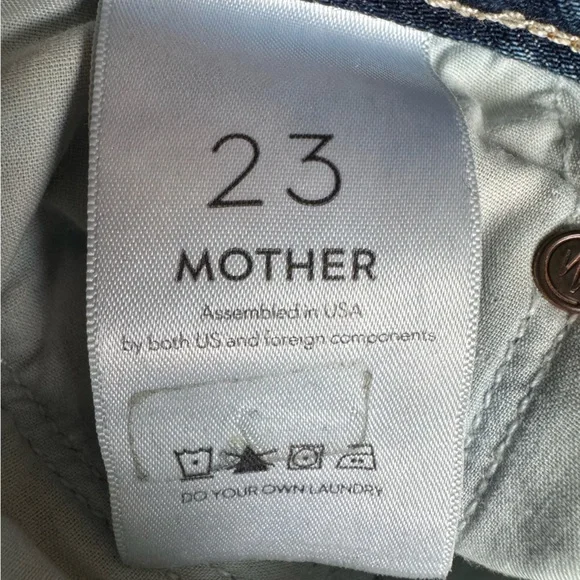 23
MOTHER
Assembled in USA
by both US and foreign components
DO YOUR OWN LAUNDRY